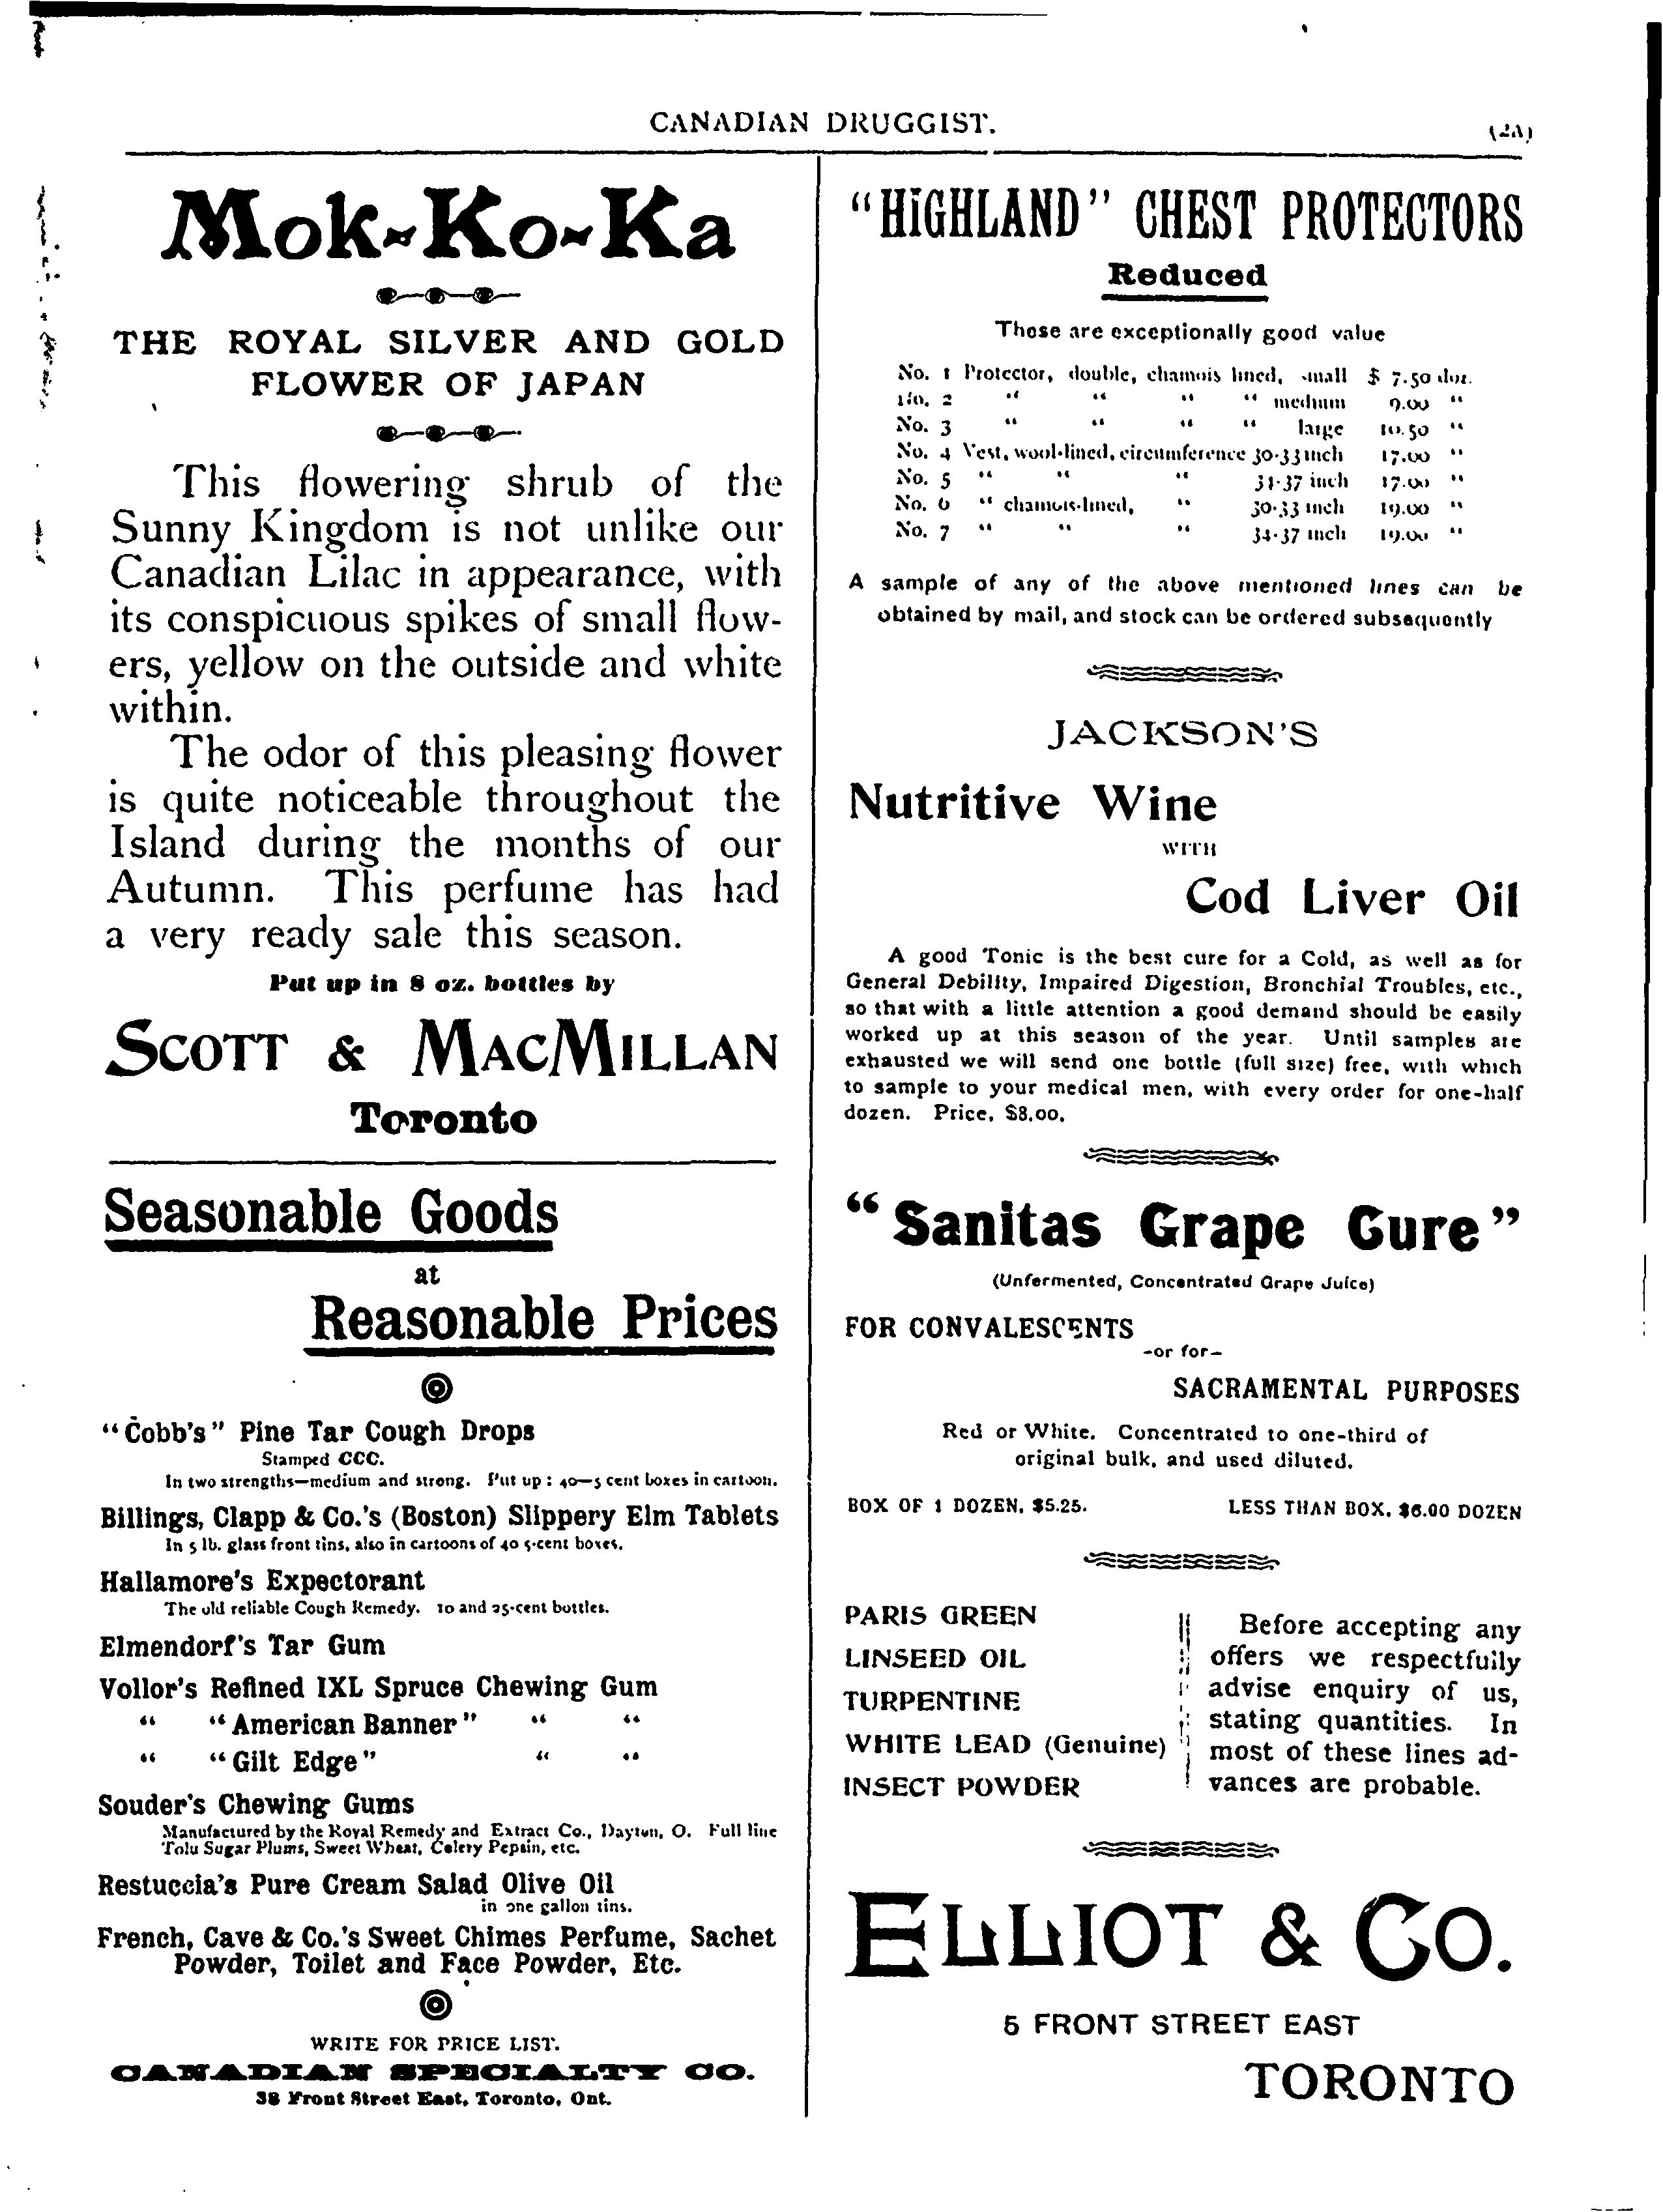 CANADIAN DRUGGIST.
(2A)
Mok-Ko-Ka
THE ROYAL SILVER AND GOLD
FLOWER OF JAPAN
This flowering shrub of the
Sunny Kingdom is not unlike our
Canadian Lilac in appearance, with
its conspicuous spikes of small flow-
ers, yellow on the outside and white
within.
The odor of this pleasing flower
is quite noticeable throughout the
Island during the months of our
Autumn. This perfume has had
a very ready sale this season.
Put up in 8 oz. bottles by
SCOTT & MACMILLAN
Toronto
Seasonable Goods
at
Reasonable Prices
"Cobb's" Pine Tar Cough Drops
Stamped CCC.
In two strengths—medium and strong. Put up: 40—5 cent boxes in cartoon.
Billings, Clapp & Co.'s (Boston) Slippery Elm Tablets
In 5 lb. glass front tins, also in cartoons of 40 5-cent boxes.
Hallamore's Expectorant
The old reliable Cough Remedy. 10 and 25-cent bottles.
Elmendorf's Tar Gum
Vollor's Refined IXL Spruce Chewing Gum
" "American Banner" " "
" "Gilt Edge" " "
Souder's Chewing Gums
Manufactured by the Royal Remedy and Extract Co., Dayton, O. Full line
Tolu Sugar Plums, Sweet Wheat, Celery Pepsin, etc.
Restuccia's Pure Cream Salad Olive Oil
in one gallon tins.
French, Cave & Co.'s Sweet Chimes Perfume, Sachet
Powder, Toilet and Face Powder, Etc.
WRITE FOR PRICE LIST.
CANADIAN SPECIALTY CO.
38 Front Street East, Toronto, Ont.
"HIGHLAND" CHEST PROTECTORS
Reduced
These are exceptionally good value
No. 1 Protector, double, chamois lined, small $ 7.50 doz.
No. 2 " " " " medium 9.00 "
No. 3 " " " " large 10.50 "
No. 4 Vest, wool-lined, circumference 30-33 inch 17.00 "
No. 5 " " " 34-37 inch 17.00 "
No. 6 " chamois-lined, " 30-33 inch 19.00 "
No. 7 " " " 34-37 inch 19.00 "
A sample of any of the above mentioned lines can be
obtained by mail, and stock can be ordered subsequently
JACKSON'S
Nutritive Wine
WITH
Cod Liver Oil
A good Tonic is the best cure for a Cold, as well as for
General Debility, Impaired Digestion, Bronchial Troubles, etc.,
so that with a little attention a good demand should be easily
worked up at this season of the year. Until samples are
exhausted we will send one bottle (full size) free, with which
to sample to your medical men, with every order for one-half
dozen. Price, $8.00.
"Sanitas Grape Cure"
(Unfermented, Concentrated Grape Juice)
FOR CONVALESCENTS
-or for-
SACRAMENTAL PURPOSES
Red or White. Concentrated to one-third of
original bulk, and used diluted.
BOX OF 1 DOZEN, $5.25. LESS THAN BOX, $6.00 DOZEN
PARIS GREEN
LINSEED OIL
TURPENTINE
WHITE LEAD (Genuine)
INSECT POWDER
Before accepting any
offers we respectfully
advise enquiry of us,
stating quantities. In
most of these lines ad-
vances are probable.
ELLIOT & CO.
5 FRONT STREET EAST
TORONTO